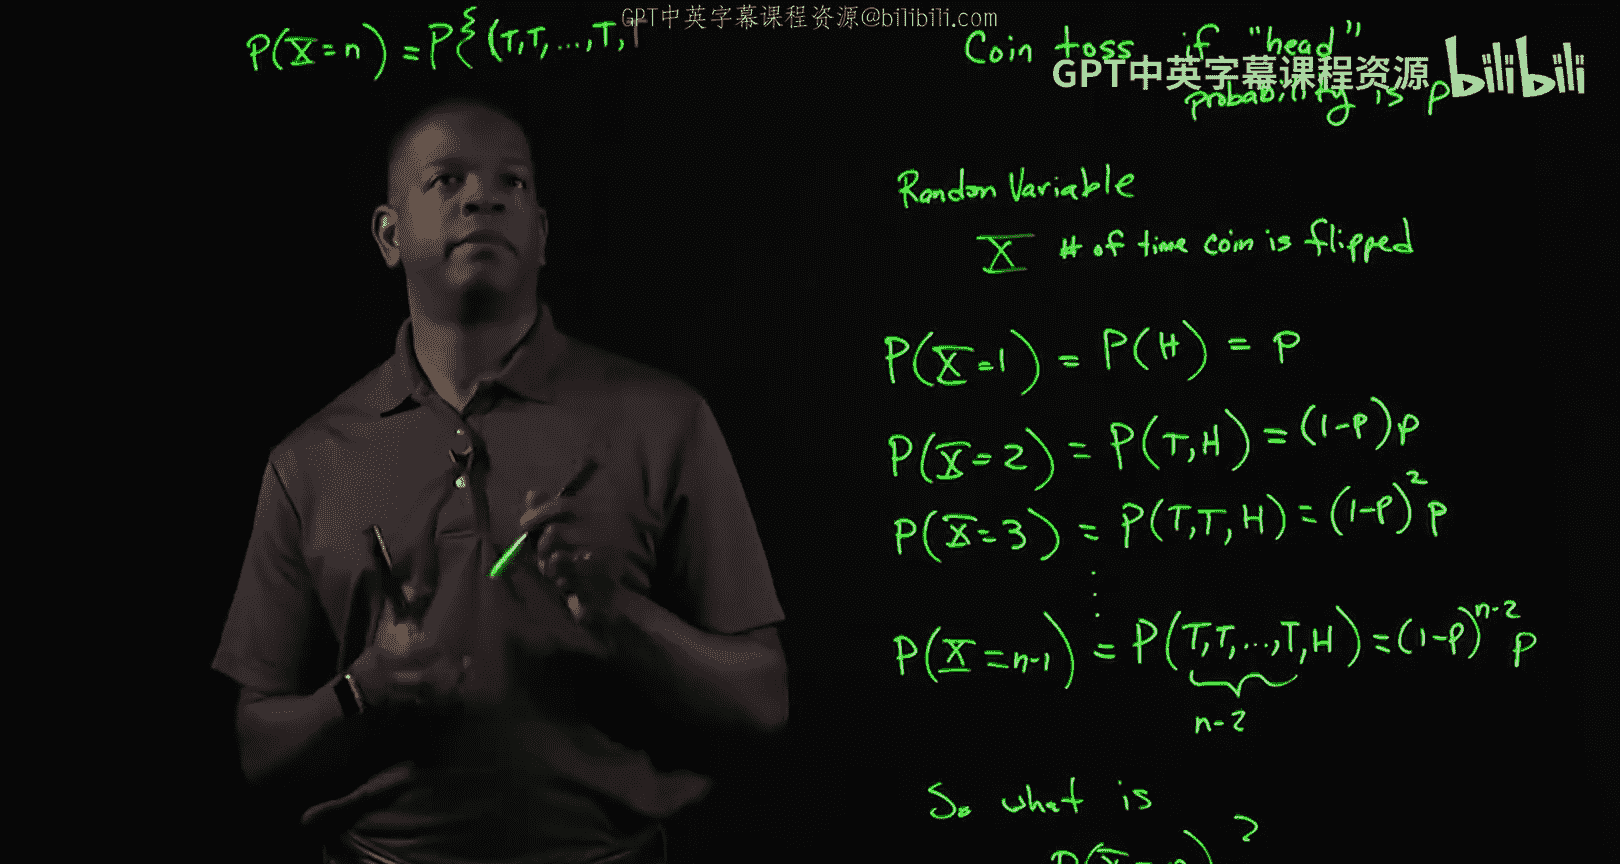 GPT中英字幕课程资源@bilibili.com
P(X=n) = P{(T,T,...,T,
Coin toss if "head"
probability is p
GPT中英字幕课程资源 bilibili
Random Variable
X # of time coin is flipped
P(X=1) = P(H) = p
P(X=2) = P(T,H) = (1-p)p
P(X=3) = P(T,T,H) = (1-p)² p
⋮
P(X=n-1) = P(T,T,...,T,H) = (1-p)ⁿ⁻² p
n-2
So what is
?